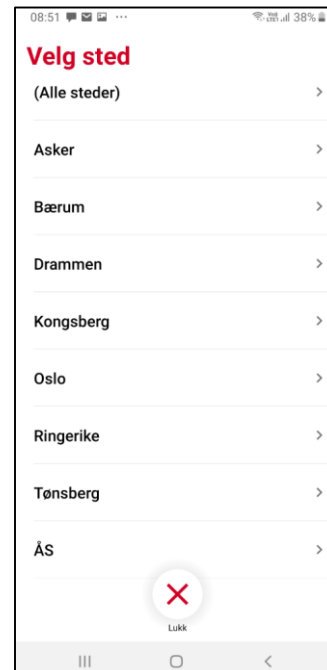 08:51 38%
Velg sted
(Alle steder)
Asker
Bærum
Drammen
Kongsberg
Oslo
Ringerike
Tønsberg
ÅS
Lukk